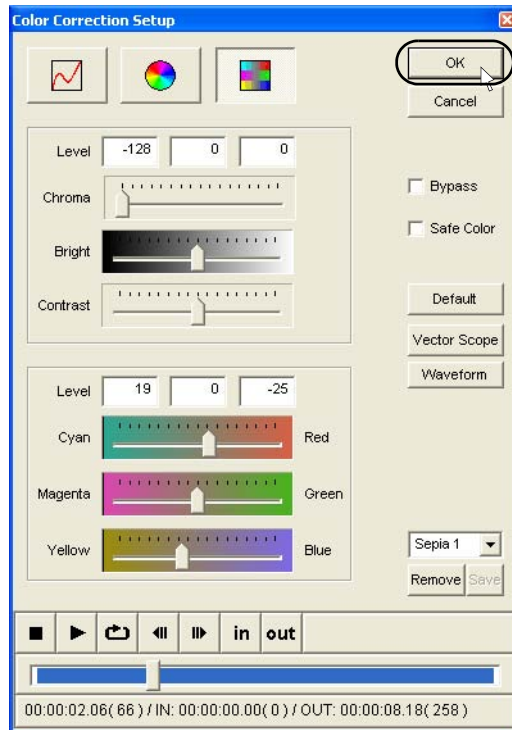 Color Correction Setup
OK
Cancel
Level -128 0 0
Chroma
Bright
Contrast
Bypass
Safe Color
Default
Vector Scope
Waveform
Level 19 0 -25
Cyan Red
Magenta Green
Yellow Blue
Sepia 1
Remove Save
in out
00:00:02.06( 66 ) / IN: 00:00:00.00( 0 ) / OUT: 00:00:08.18( 258 )